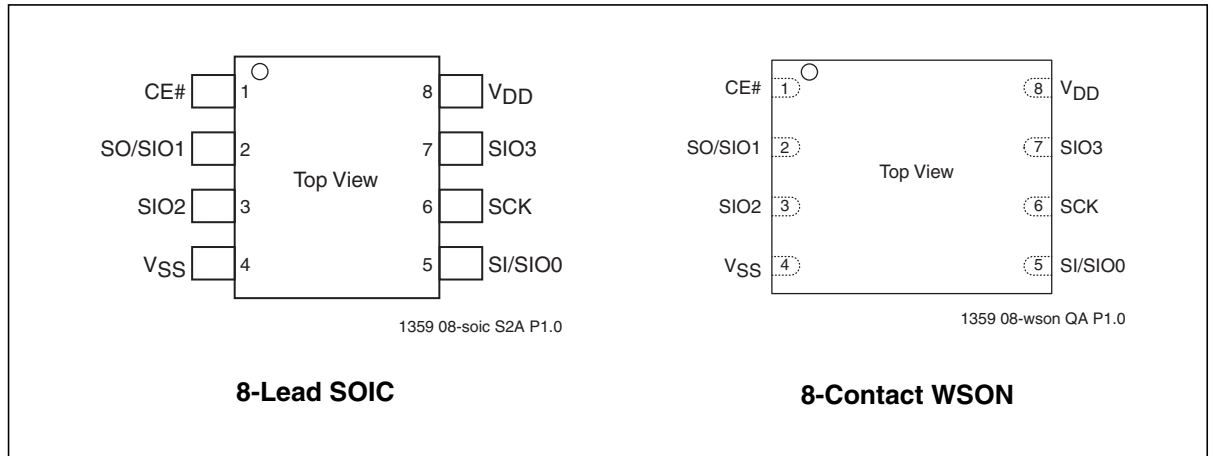 CE# 1 8 VDD
SO/SIO1 2 7 SIO3
Top View
SIO2 3 6 SCK
VSS 4 5 SI/SIO0
1359 08-soic S2A P1.0
8-Lead SOIC
CE# 1 8 VDD
SO/SIO1 2 7 SIO3
Top View
SIO2 3 6 SCK
VSS 4 5 SI/SIO0
1359 08-wson QA P1.0
8-Contact WSON